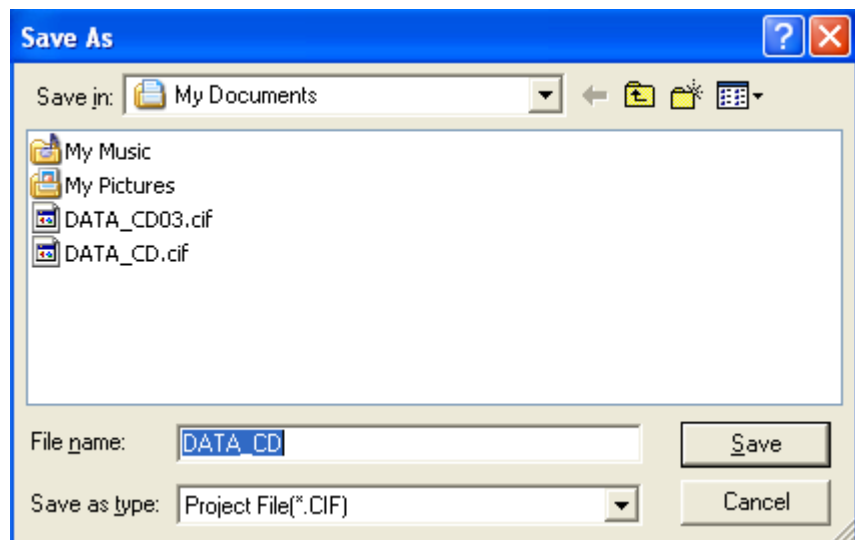 Save As
Save in: My Documents
My Music
My Pictures
DATA_CD03.cif
DATA_CD.cif
File name: DATA_CD Save
Save as type: Project File(*.CIF) Cancel